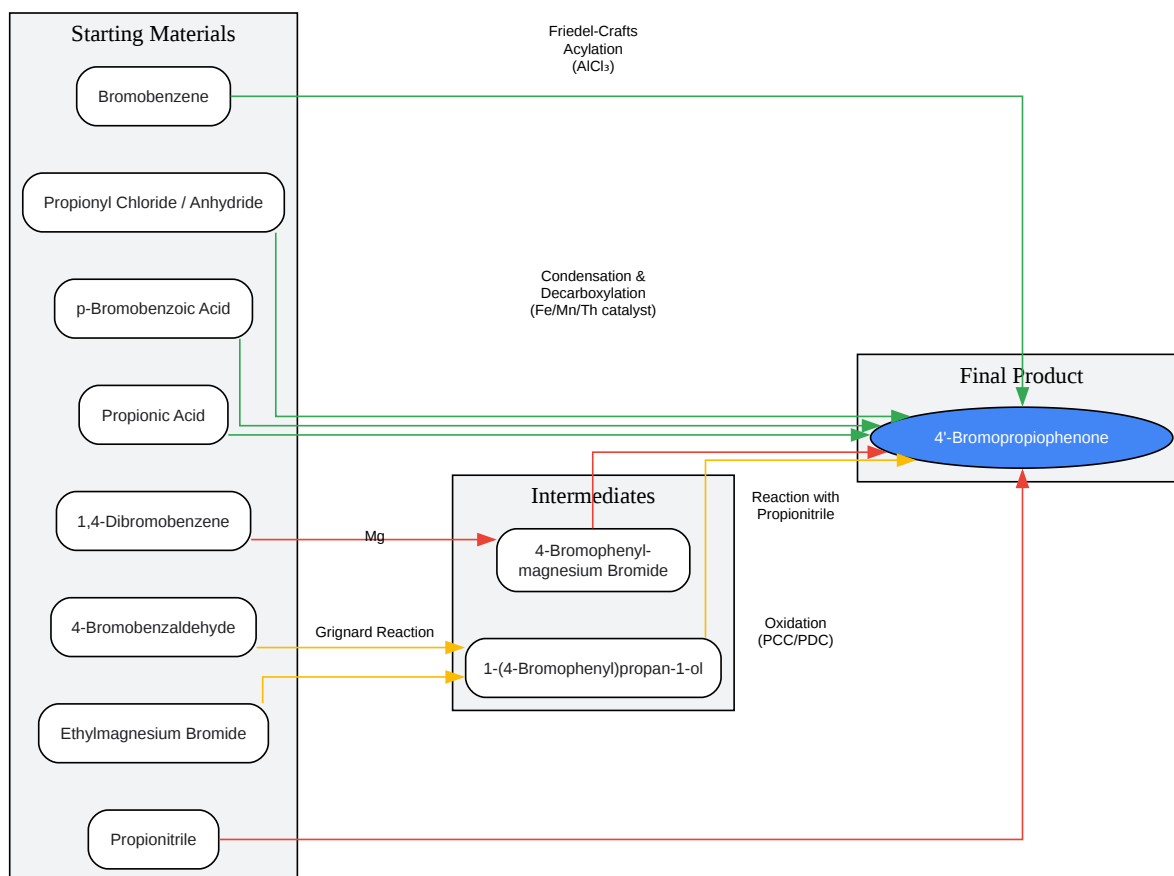 Starting Materials
Bromobenzene
Propionyl Chloride / Anhydride
p-Bromobenzoic Acid
Propionic Acid
1,4-Dibromobenzene
4-Bromobenzaldehyde
Ethylmagnesium Bromide
Propionitrile
Friedel-Crafts
Acylation
(AlCl₃)
Condensation &
Decarboxylation
(Fe/Mn/Th catalyst)
Mg
Grignard Reaction
Intermediates
4-Bromophenyl-
magnesium Bromide
1-(4-Bromophenyl)propan-1-ol
Reaction with
Propionitrile
Oxidation
(PCC/PDC)
Final Product
4'-Bromopropiophenone